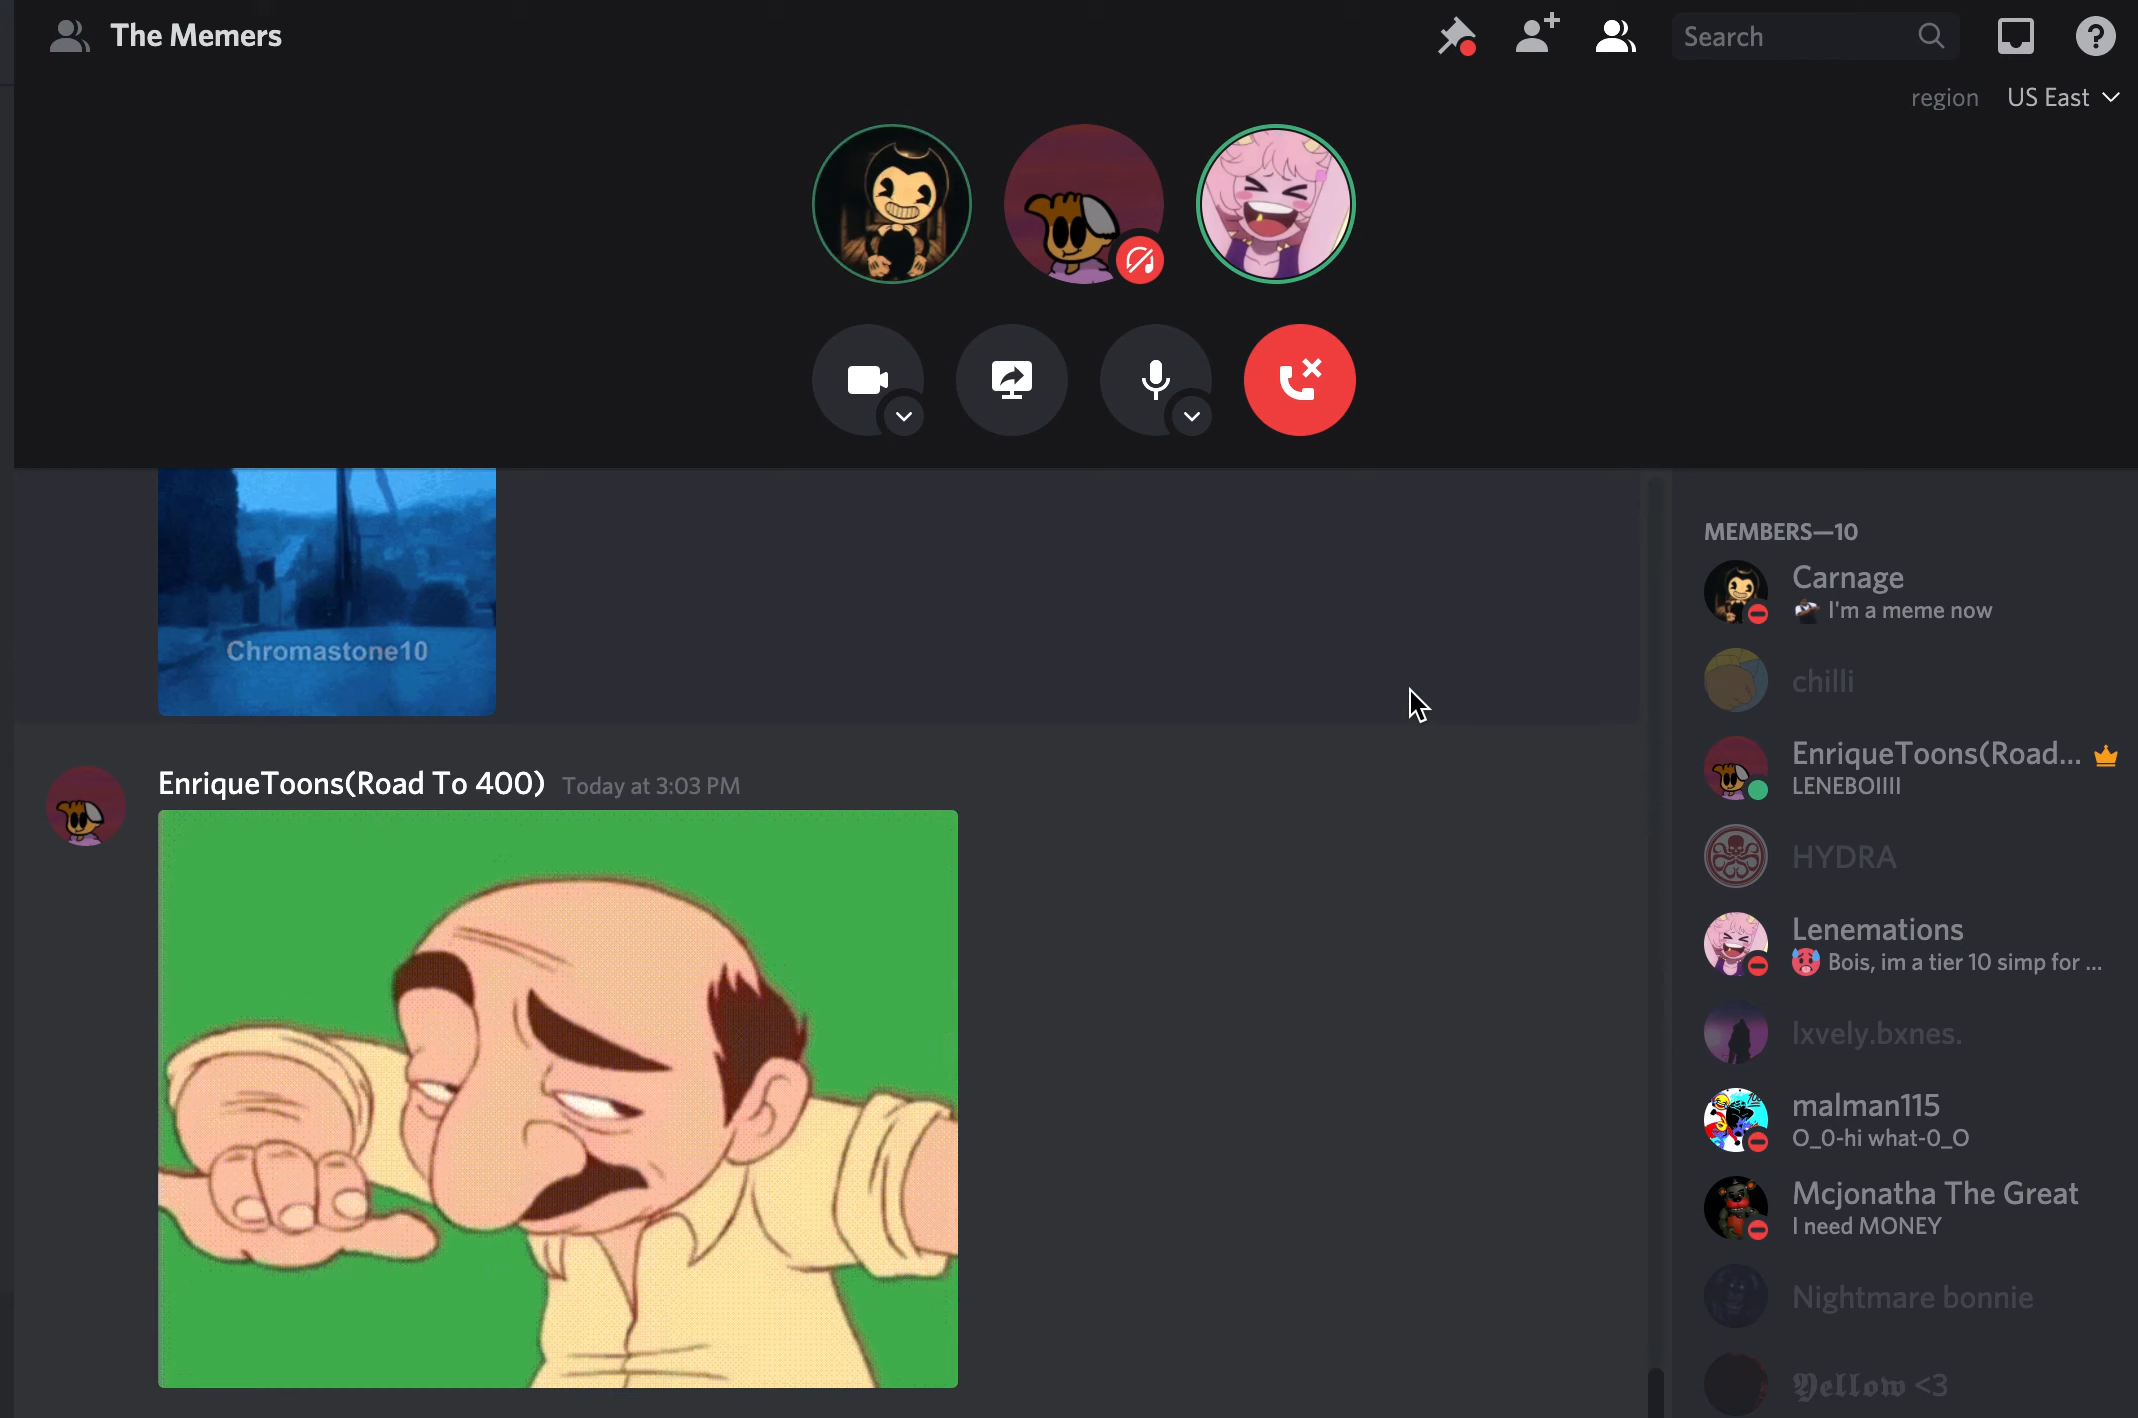 The Memers
Search
region US East
Chromastone10
EnriqueToons(Road To 400) Today at 3:03 PM
MEMBERS—10
Carnage
I'm a meme now
chilli
EnriqueToons(Road...
LENEBOIIII
HYDRA
Lenemations
Bois, im a tier 10 simp for ...
lxvely.bxnes.
malman115
O_0-hi what-0_O
Mcjonatha The Great
I need MONEY
Nightmare bonnie
𝖄𝖊𝖑𝖑𝖔𝖜 <3